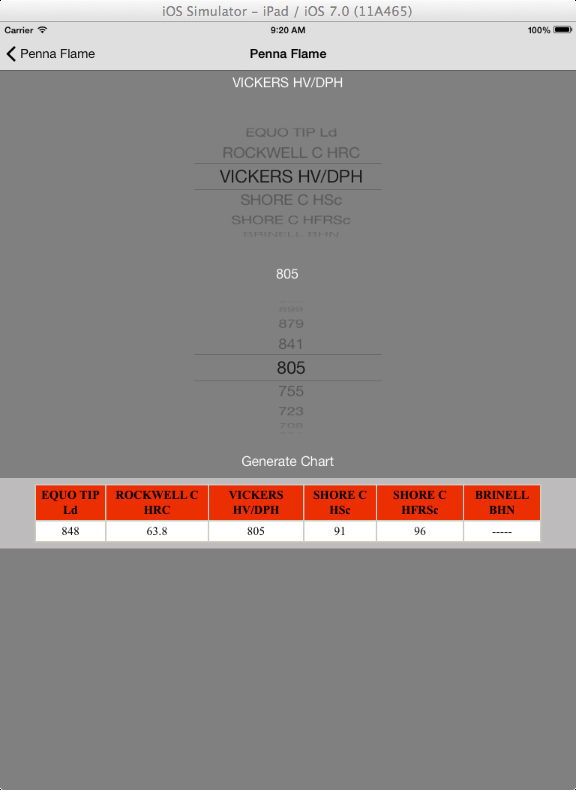 iOS Simulator – iPad / iOS 7.0 (11A465)
Carrier 9:20 AM 100%
Penna Flame Penna Flame
VICKERS HV/DPH
EQUO TIP Ld
ROCKWELL C HRC
VICKERS HV/DPH
SHORE C HSc
SHORE C HFRSc
BRINELL BHN
805
879
841
805
755
723
Generate Chart
EQUO TIP ROCKWELL C VICKERS SHORE C SHORE C BRINELL
Ld HRC HV/DPH HSc HFRSc BHN
848 63.8 805 91 96 -----